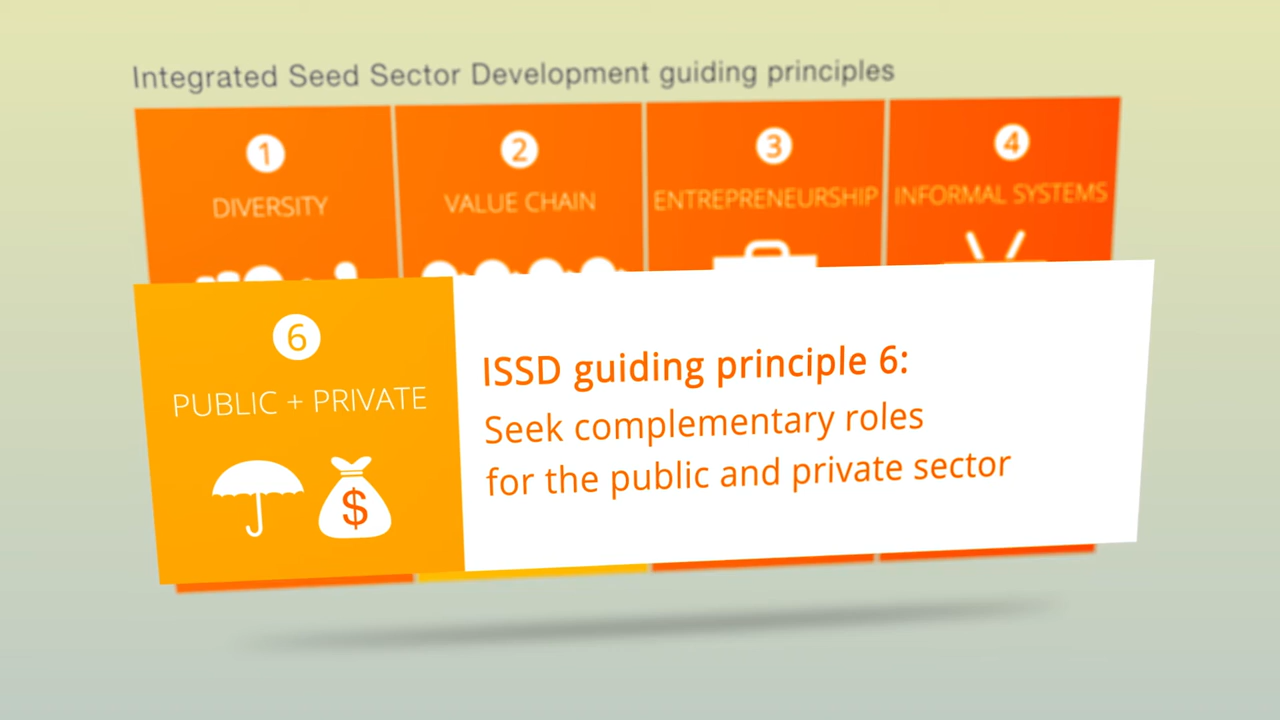 Integrated Seed Sector Development guiding principles
1
2
3
4
DIVERSITY
VALUE CHAIN
ENTREPRENEURSHIP
INFORMAL SYSTEMS
6
PUBLIC + PRIVATE
$
ISSD guiding principle 6:
Seek complementary roles
for the public and private sector